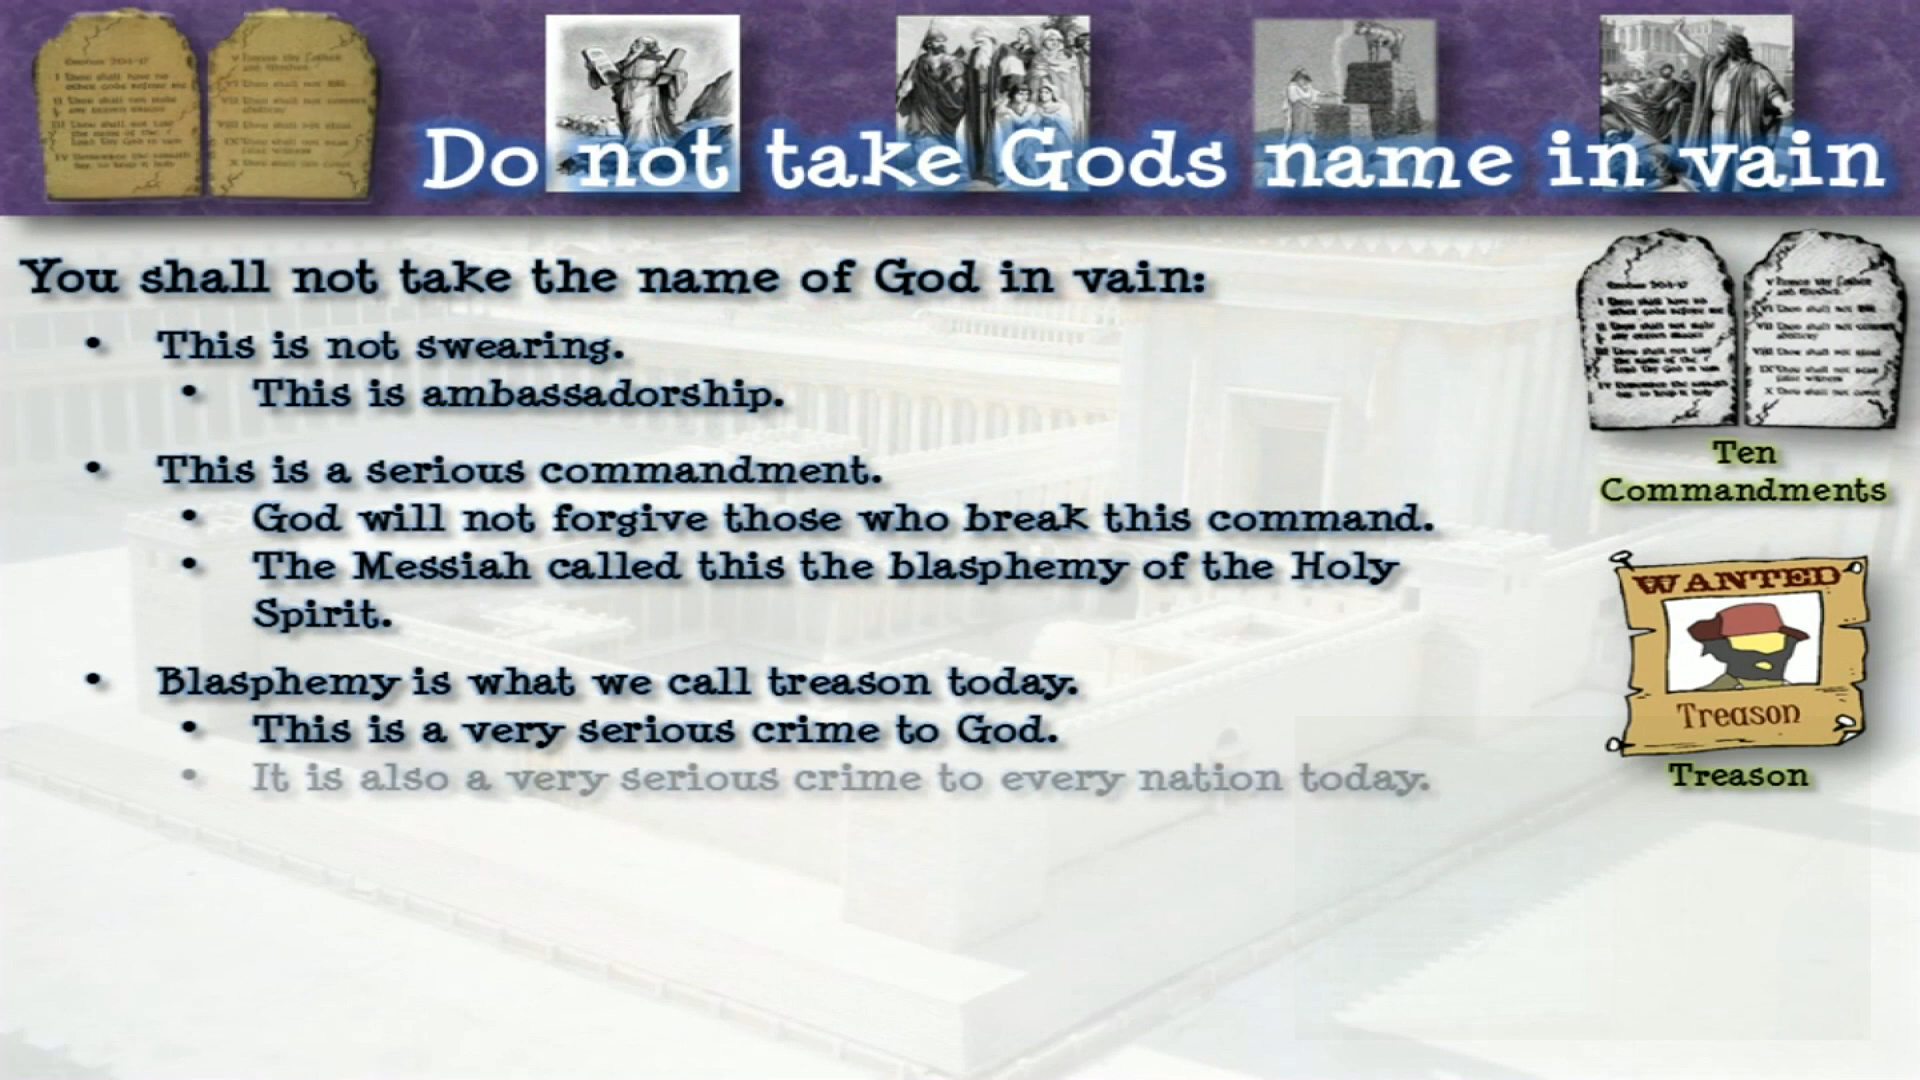 Do not take Gods name in vain
You shall not take the name of God in vain:
• This is not swearing.
• This is ambassadorship.
• This is a serious commandment.
• God will not forgive those who break this command.
• The Messiah called this the blasphemy of the Holy
Spirit.
• Blasphemy is what we call treason today.
• This is a very serious crime to God.
• It is also a very serious crime to every nation today.
Ten
Commandments
WANTED
Treason
Treason